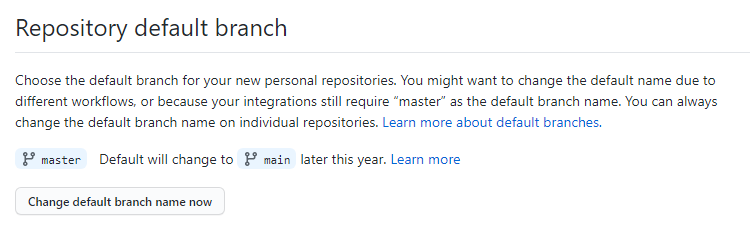 Repository default branch
Choose the default branch for your new personal repositories. You might want to change the default name due to
different workflows, or because your integrations still require “master” as the default branch name. You can always
change the default branch name on individual repositories. Learn more about default branches.
master Default will change to main later this year. Learn more
Change default branch name now